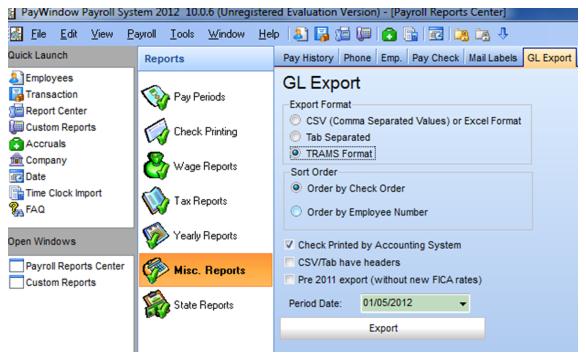 PayWindow Payroll System 2012 10.0.6 (Unregistered Evaluation Version) - [Payroll Reports Center]
File Edit View Payroll Tools Window Help
Quick Launch
Employees
Transaction
Report Center
Custom Reports
Accruals
Company
Date
Time Clock Import
FAQ
Open Windows
Payroll Reports Center
Custom Reports
Reports
Pay Periods
Check Printing
Wage Reports
Tax Reports
Yearly Reports
Misc. Reports
State Reports
Pay History Phone Emp. Pay Check Mail Labels GL Export
GL Export
Export Format
CSV (Comma Separated Values) or Excel Format
Tab Separated
TRAMS Format
Sort Order
Order by Check Order
Order by Employee Number
Check Printed by Accounting System
CSV/Tab have headers
Pre 2011 export (without new FICA rates)
Period Date: 01/05/2012
Export